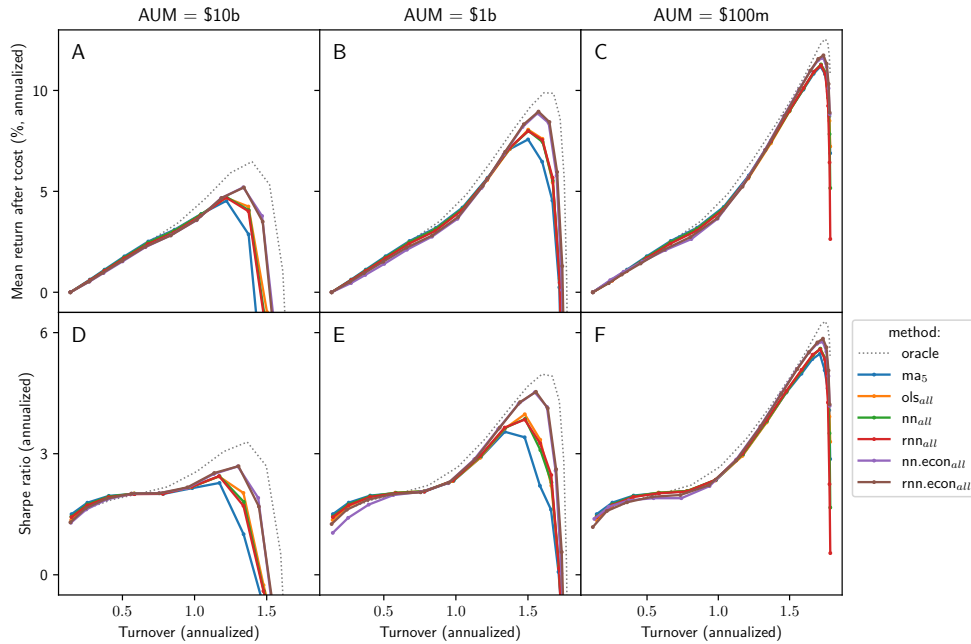 AUM = $10b
AUM = $1b
AUM = $100m
A
B
C
Mean return after tcost (%, annualized)
10
5
0
D
E
F
Sharpe ratio (annualized)
6
3
0
0.5 1.0 1.5
0.5 1.0 1.5
0.5 1.0 1.5
Turnover (annualized)
Turnover (annualized)
Turnover (annualized)
method:
oracle
ma5
olsall
nnall
rnnall
nn.econall
rnn.econall